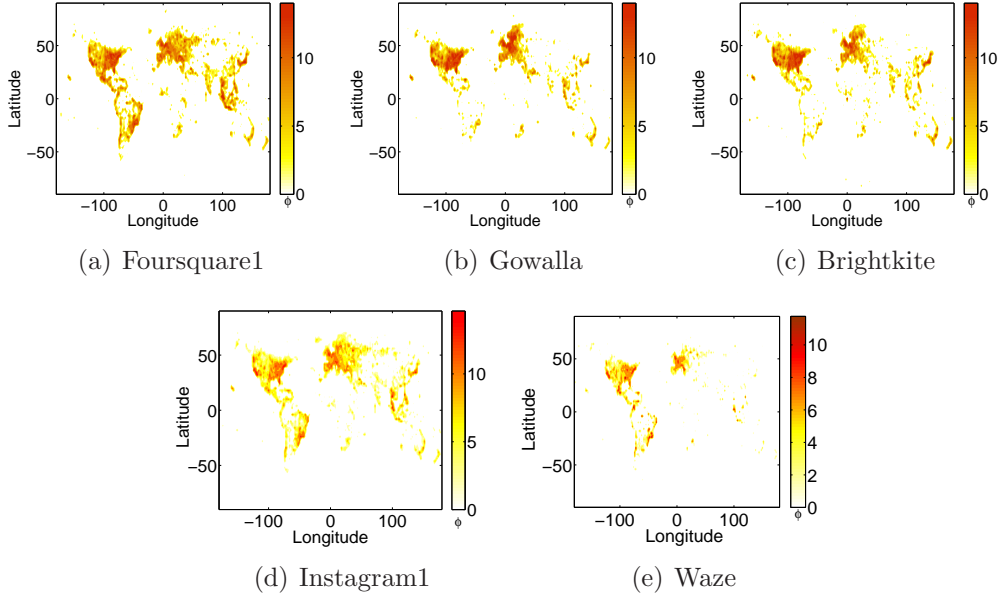 50
0
−50
Latitude
−100 0 100
Longitude
10
5
0
ϕ
(a) Foursquare1
50
0
−50
Latitude
−100 0 100
Longitude
10
5
0
ϕ
(b) Gowalla
50
0
−50
Latitude
−100 0 100
Longitude
10
5
0
ϕ
(c) Brightkite
50
0
−50
Latitude
−100 0 100
Longitude
10
5
0
ϕ
(d) Instagram1
50
0
−50
Latitude
−100 0 100
Longitude
10
8
6
4
2
0
ϕ
(e) Waze